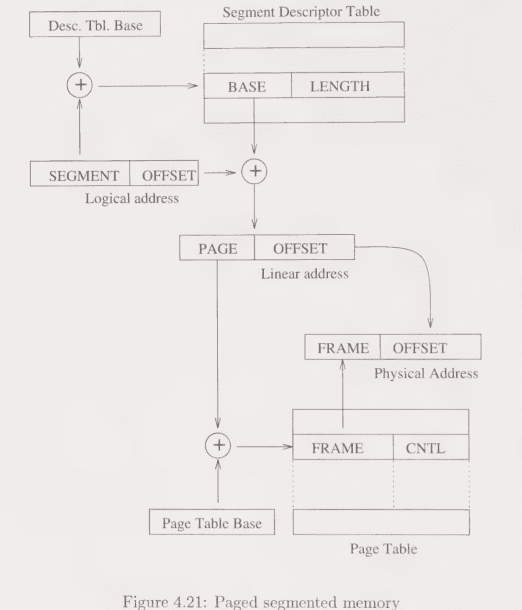 Segment Descriptor Table
Desc. Tbl. Base
+
BASE LENGTH
SEGMENT OFFSET
+
Logical address
PAGE OFFSET
Linear address
FRAME OFFSET
Physical Address
+
FRAME CNTL
Page Table Base
Page Table
Figure 4.21: Paged segmented memory